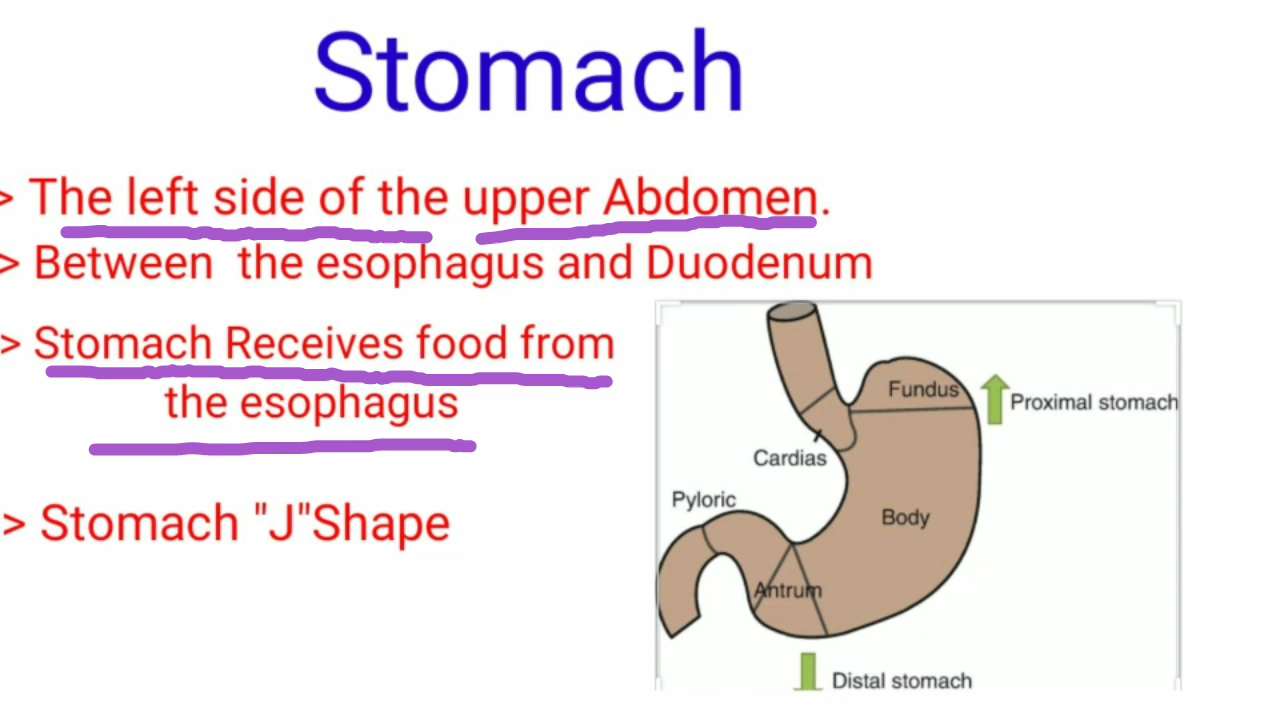 Stomach
> The left side of the upper Abdomen.
> Between the esophagus and Duodenum
> Stomach Receives food from
the esophagus
> Stomach "J"Shape
Fundus
Proximal stomach
Cardias
Pyloric
Body
Antrum
Distal stomach